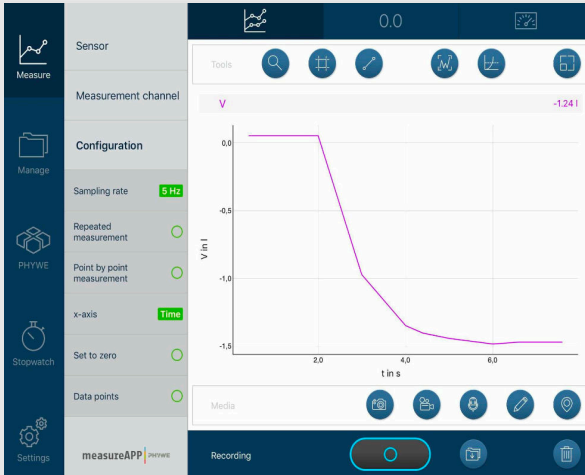 0.0
Measure
Manage
PHYWE
Stopwatch
Settings
Sensor
Measurement channel
Configuration
Sampling rate 5 Hz
Repeated
measurement
Point by point
measurement
x-axis Time
Set to zero
Data points
measureAPP PHYWE
Tools
V -1.24 l
0,0
-0,5
-1,0
-1,5
V in l
2,0 4,0 6,0
t in s
Media
Recording